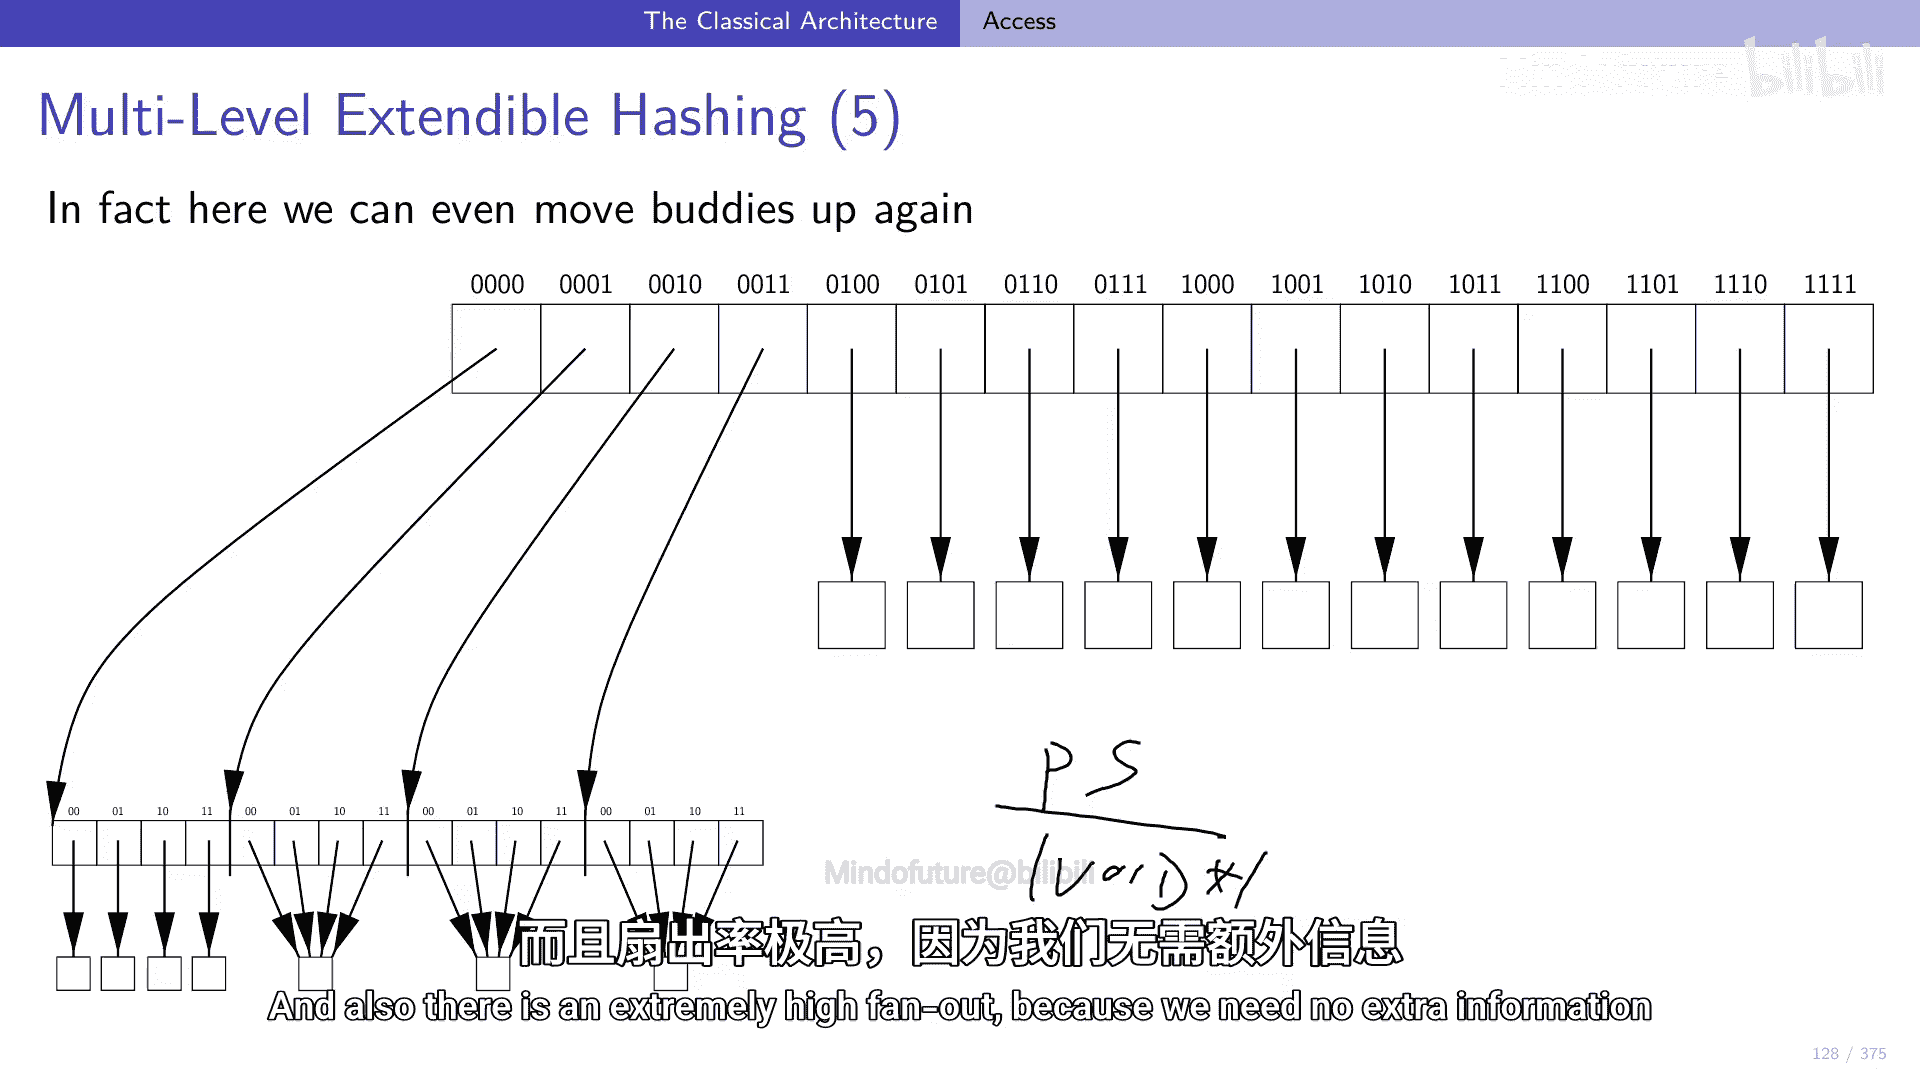 The Classical Architecture Access
bilibili
Multi-Level Extendible Hashing (5)
In fact here we can even move buddies up again
0000 0001 0010 0011 0100 0101 0110 0111 1000 1001 1010 1011 1100 1101 1110 1111
PS
00 01 10 11 00 01 10 11 00 01 10 11 00 01 10 11
|void*|
Mindofuture@bilibili
而且扇出率极高，因为我们无需额外信息
And also there is an extremely high fan-out, because we need no extra information
128 / 375